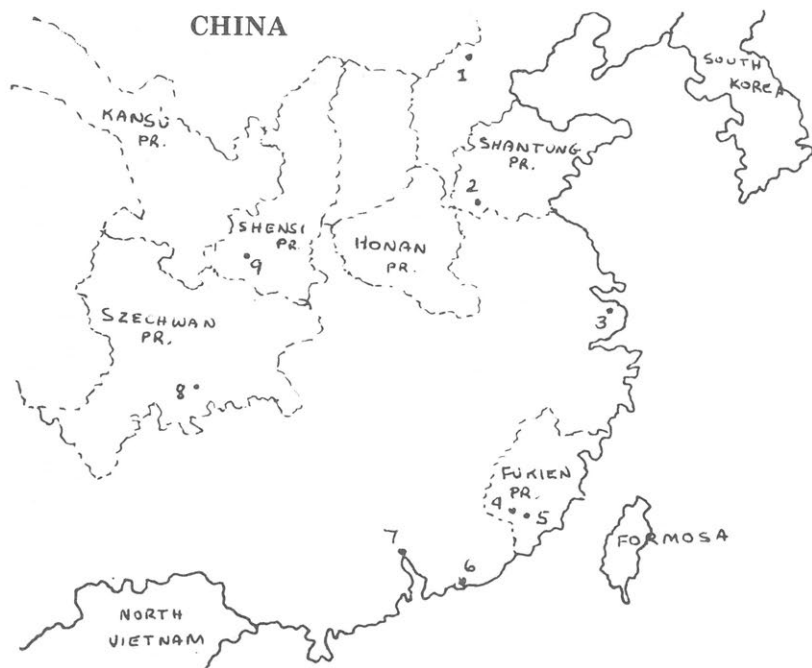 CHINA
1
SOUTH
KOREA
KANSU
PR.
SHANTUNG
PR.
2
SHENSI
PR.
9
HONAN
PR.
SZECHWAN
PR.
3
8
FUKIEN
PR.
4
5
7
6
FORMOSA
NORTH
VIETNAM